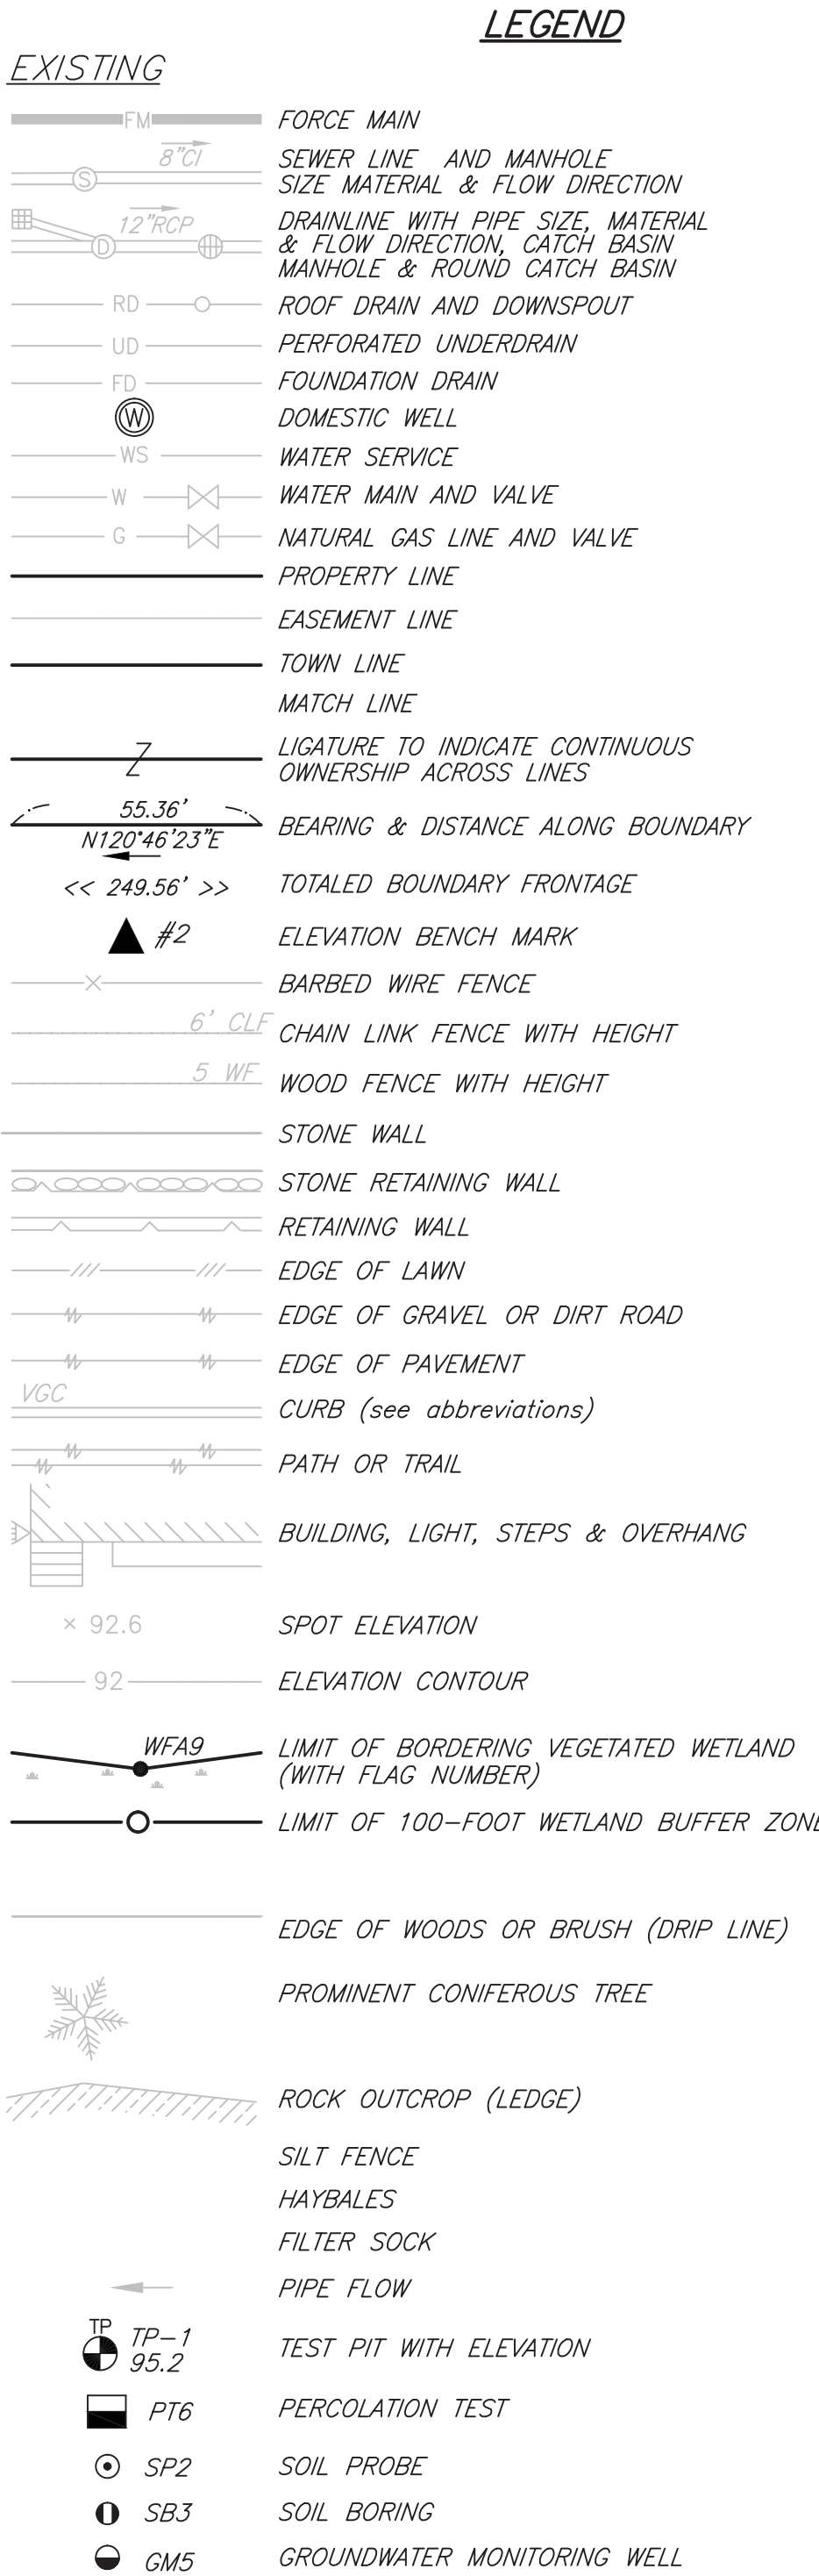 LEGEND
EXISTING
FM FORCE MAIN
8"CI
SEWER LINE AND MANHOLE
S SIZE MATERIAL & FLOW DIRECTION
12"RCP DRAINLINE WITH PIPE SIZE, MATERIAL
D & FLOW DIRECTION, CATCH BASIN
MANHOLE & ROUND CATCH BASIN
RD ROOF DRAIN AND DOWNSPOUT
UD PERFORATED UNDERDRAIN
FD FOUNDATION DRAIN
W DOMESTIC WELL
WS WATER SERVICE
W WATER MAIN AND VALVE
G NATURAL GAS LINE AND VALVE
PROPERTY LINE
EASEMENT LINE
TOWN LINE
MATCH LINE
Z LIGATURE TO INDICATE CONTINUOUS
OWNERSHIP ACROSS LINES
55.36'
BEARING & DISTANCE ALONG BOUNDARY
N120°46'23"E
<< 249.56' >> TOTALED BOUNDARY FRONTAGE
#2 ELEVATION BENCH MARK
BARBED WIRE FENCE
6' CLF CHAIN LINK FENCE WITH HEIGHT
5 WF WOOD FENCE WITH HEIGHT
STONE WALL
STONE RETAINING WALL
RETAINING WALL
EDGE OF LAWN
EDGE OF GRAVEL OR DIRT ROAD
EDGE OF PAVEMENT
VGC CURB (see abbreviations)
PATH OR TRAIL
BUILDING, LIGHT, STEPS & OVERHANG
× 92.6 SPOT ELEVATION
92 ELEVATION CONTOUR
WFA9 LIMIT OF BORDERING VEGETATED WETLAND
(WITH FLAG NUMBER)
LIMIT OF 100-FOOT WETLAND BUFFER ZONE
EDGE OF WOODS OR BRUSH (DRIP LINE)
PROMINENT CONIFEROUS TREE
ROCK OUTCROP (LEDGE)
SILT FENCE
HAYBALES
FILTER SOCK
PIPE FLOW
TP
TP-1 TEST PIT WITH ELEVATION
95.2
PT6 PERCOLATION TEST
SP2 SOIL PROBE
SB3 SOIL BORING
GM5 GROUNDWATER MONITORING WELL